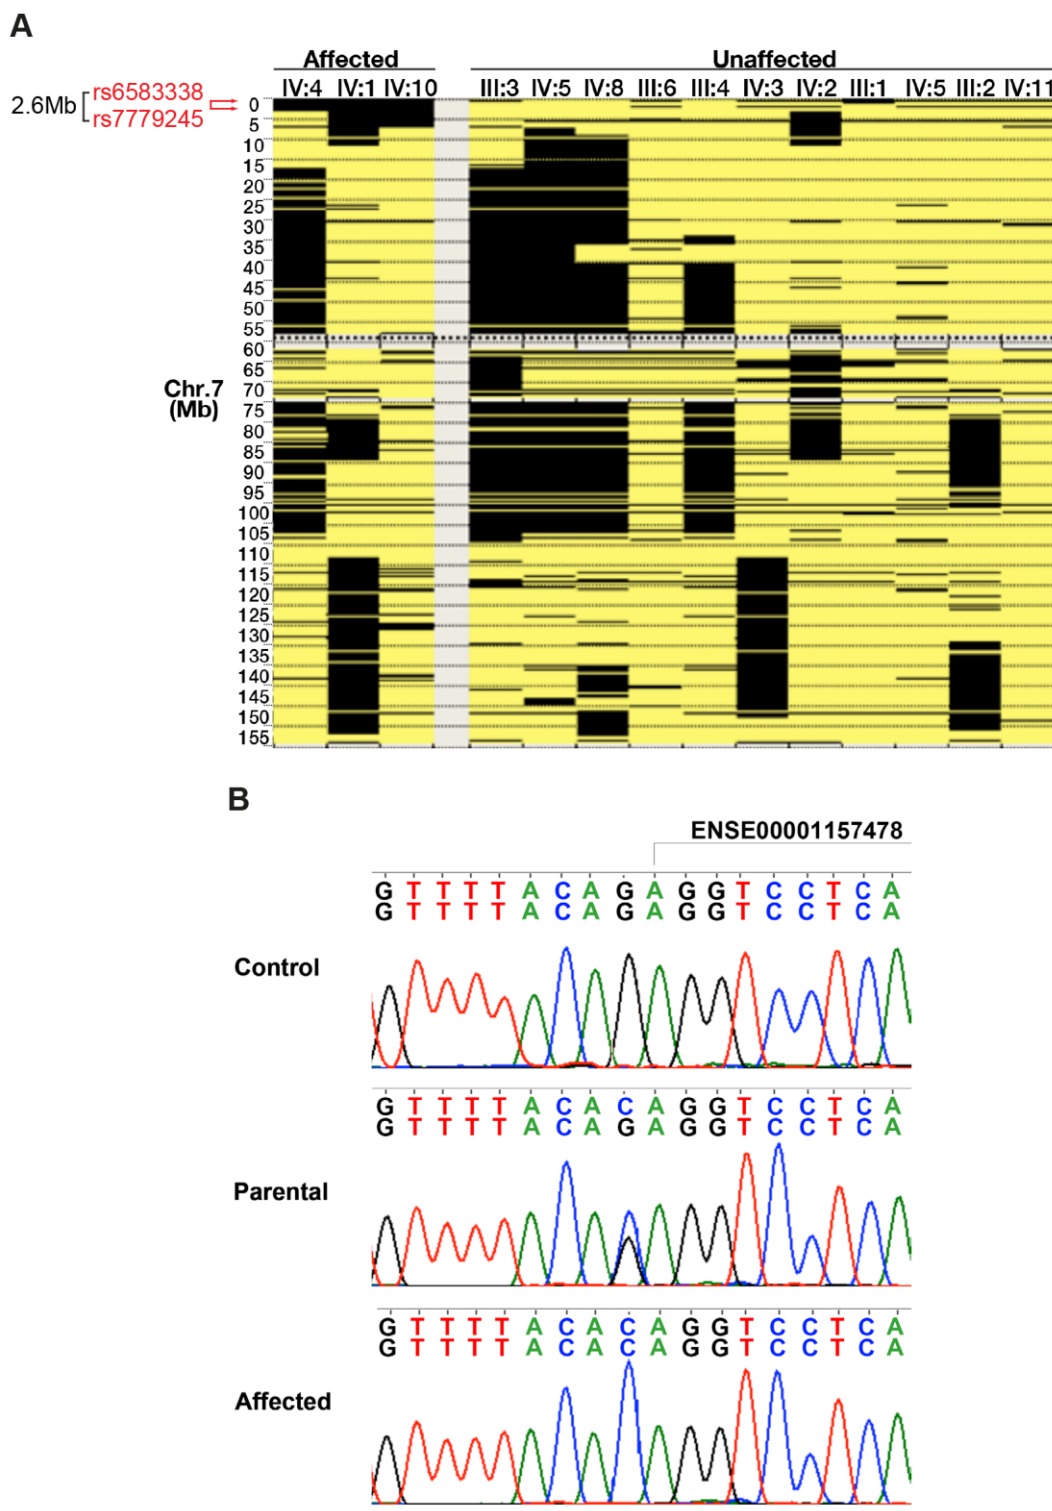 A
Affected Unaffected
IV:4 IV:1 IV:10 III:3 IV:5 IV:8 III:6 III:4 IV:3 IV:2 III:1 IV:5 III:2 IV:11
2.6Mb
rs6583338
rs7779245
0
5
10
15
20
25
30
35
40
45
50
55
60
65
70
75
80
85
90
95
100
105
110
115
120
125
130
135
140
145
150
155
Chr.7
(Mb)
B
ENSE00001157478
G T T T T A C A G A G G T C C T C A
G T T T T A C A G A G G T C C T C A
Control
G T T T T A C A C A G G T C C T C A
G T T T T A C A G A G G T C C T C A
Parental
G T T T T A C A C A G G T C C T C A
G T T T T A C A C A G G T C C T C A
Affected